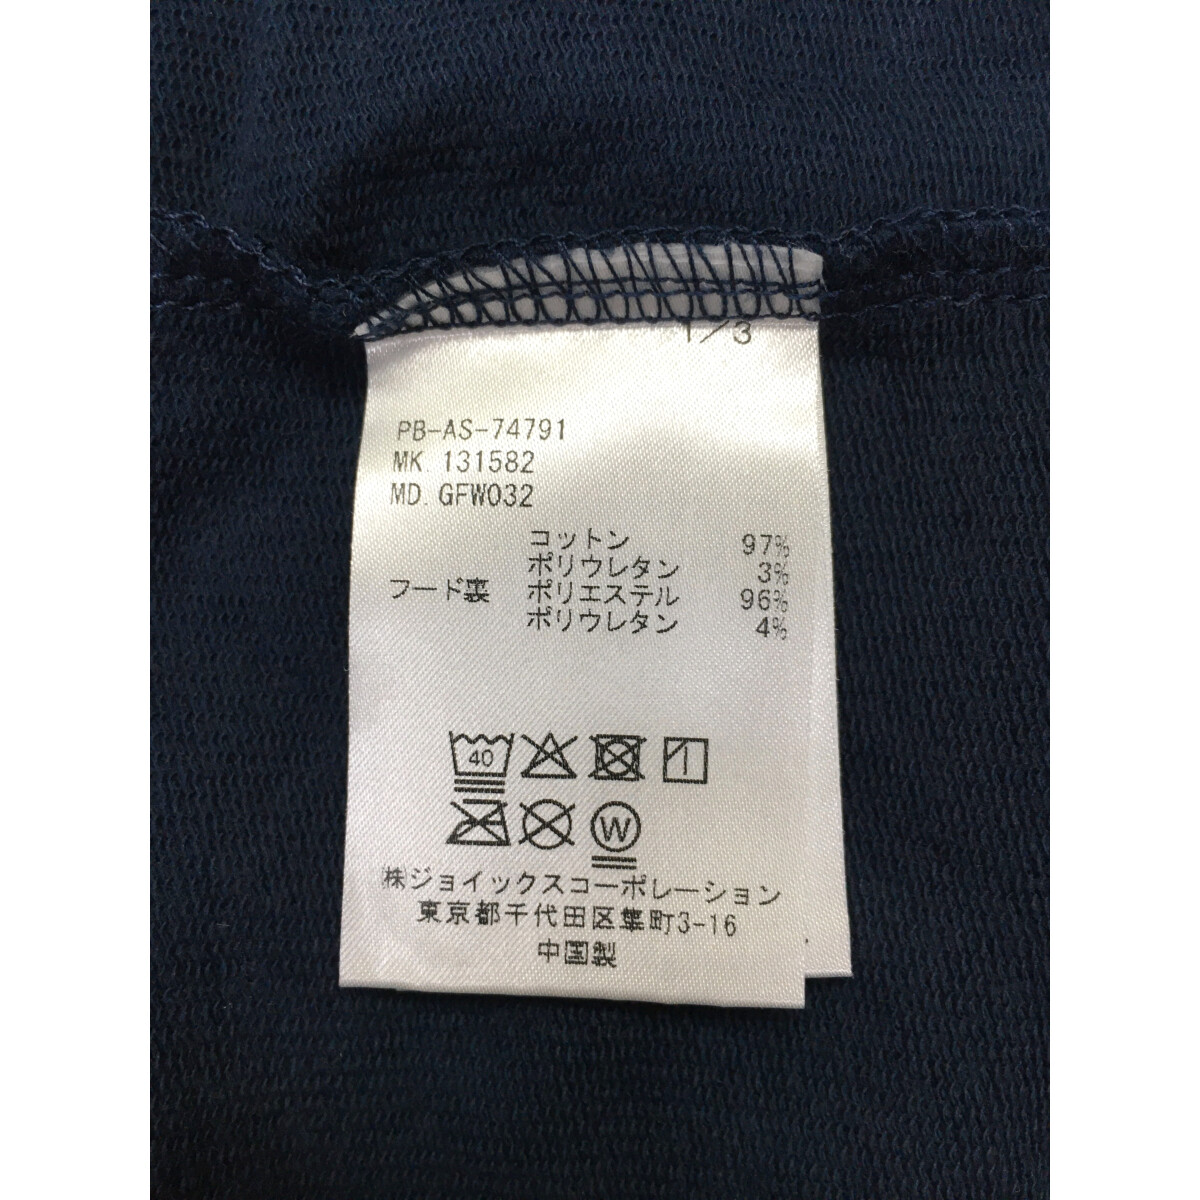 1/3
PB-AS-74791
MK. 131582
MD. GFW032
コットン 97%
ポリウレタン 3%
フード裏 ポリエステル 96%
ポリウレタン 4%
40
W
㈱ジョイックスコーポレーション
東京都千代田区隼町3-16
中国製